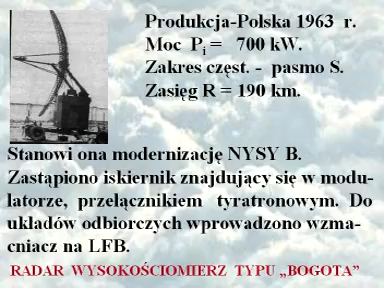 Produkcja-Polska 1963 r.
Moc Pi = 700 kW.
Zakres częst. - pasmo S.
Zasięg R = 190 km.
Stanowi ona modernizację NYSY B.
Zastąpiono iskiernik znajdujący się w modu-
latorze, przełącznikiem tyratronowym. Do
układów odbiorczych wprowadzono wzma-
cniacz na LFB.
RADAR WYSOKOŚCIOMIERZ TYPU „BOGOTA”